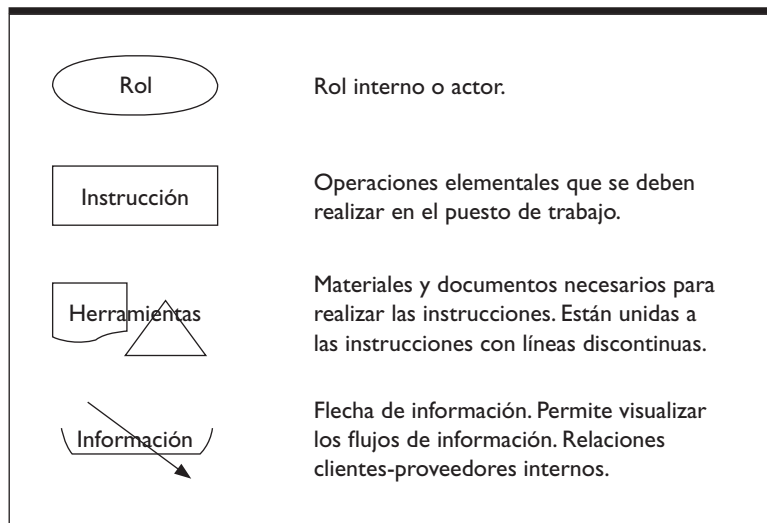 Rol
Rol interno o actor.
Instrucción
Operaciones elementales que se deben
realizar en el puesto de trabajo.
Herramientas
Materiales y documentos necesarios para
realizar las instrucciones. Están unidas a
las instrucciones con líneas discontinuas.
Información
Flecha de información. Permite visualizar
los flujos de información. Relaciones
clientes-proveedores internos.